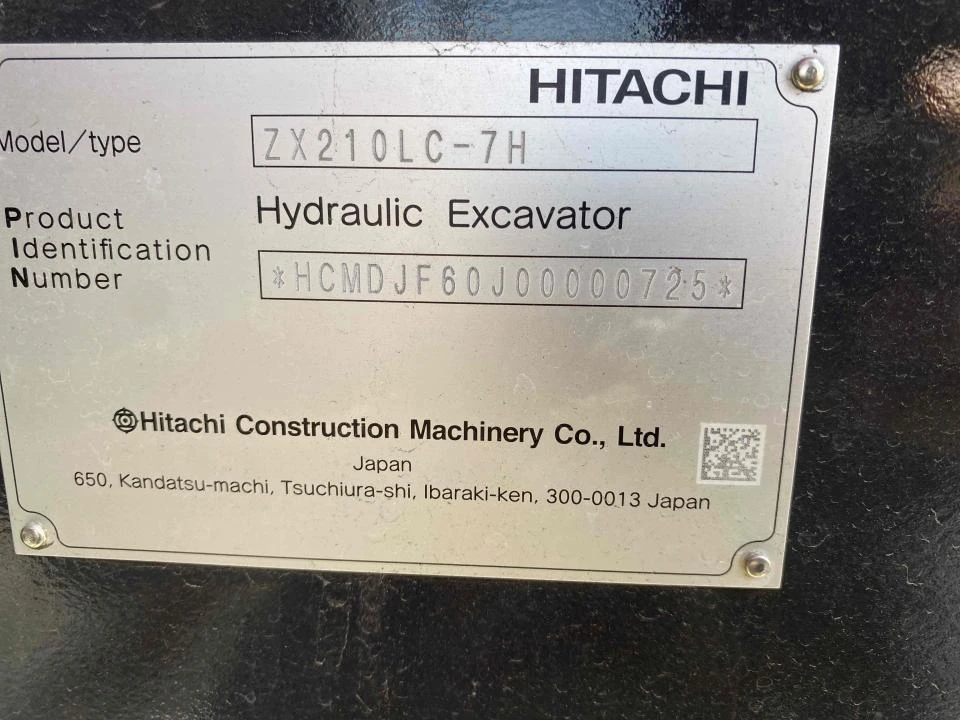 HITACHI
Model/type ZX210LC-7H
Hydraulic Excavator
Product
Identification
Number *HCMDJF60J00000725*
Hitachi Construction Machinery Co., Ltd.
Japan
650, Kandatsu-machi, Tsuchiura-shi, Ibaraki-ken, 300-0013 Japan